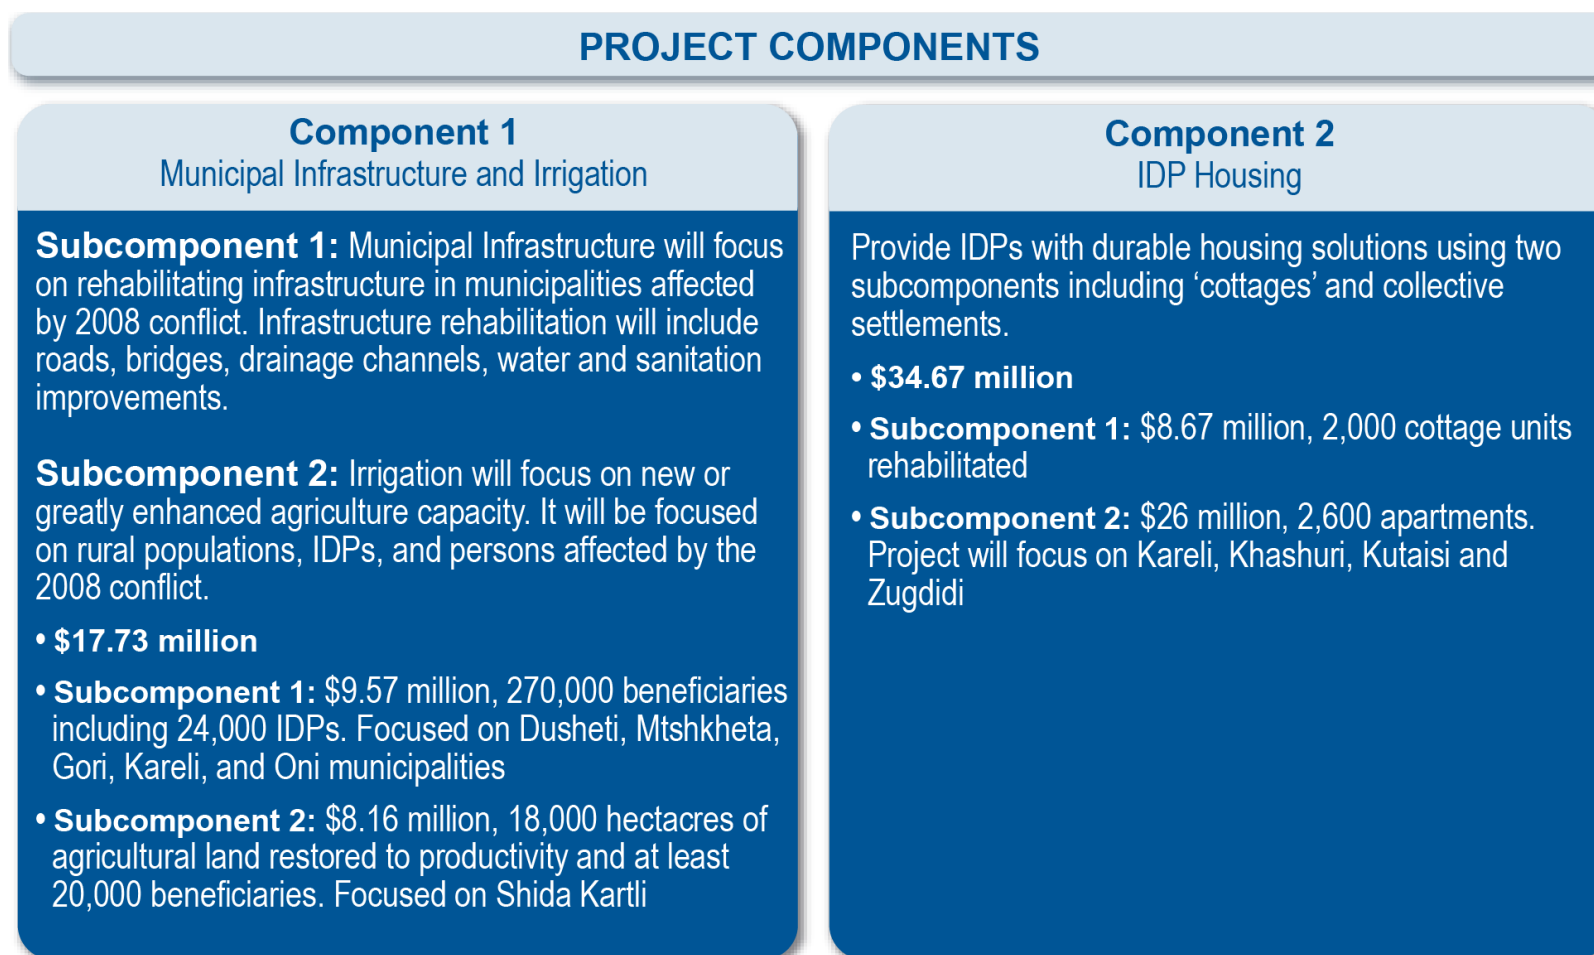 PROJECT COMPONENTS
Component 1
Municipal Infrastructure and Irrigation
Subcomponent 1: Municipal Infrastructure will focus
on rehabilitating infrastructure in municipalities affected
by 2008 conflict. Infrastructure rehabilitation will include
roads, bridges, drainage channels, water and sanitation
improvements.
Subcomponent 2: Irrigation will focus on new or
greatly enhanced agriculture capacity. It will be focused
on rural populations, IDPs, and persons affected by the
2008 conflict.
• $17.73 million
• Subcomponent 1: $9.57 million, 270,000 beneficiaries
including 24,000 IDPs. Focused on Dusheti, Mtshkheta,
Gori, Kareli, and Oni municipalities
• Subcomponent 2: $8.16 million, 18,000 hectacres of
agricultural land restored to productivity and at least
20,000 beneficiaries. Focused on Shida Kartli
Component 2
IDP Housing
Provide IDPs with durable housing solutions using two
subcomponents including ‘cottages’ and collective
settlements.
• $34.67 million
• Subcomponent 1: $8.67 million, 2,000 cottage units
rehabilitated
• Subcomponent 2: $26 million, 2,600 apartments.
Project will focus on Kareli, Khashuri, Kutaisi and
Zugdidi